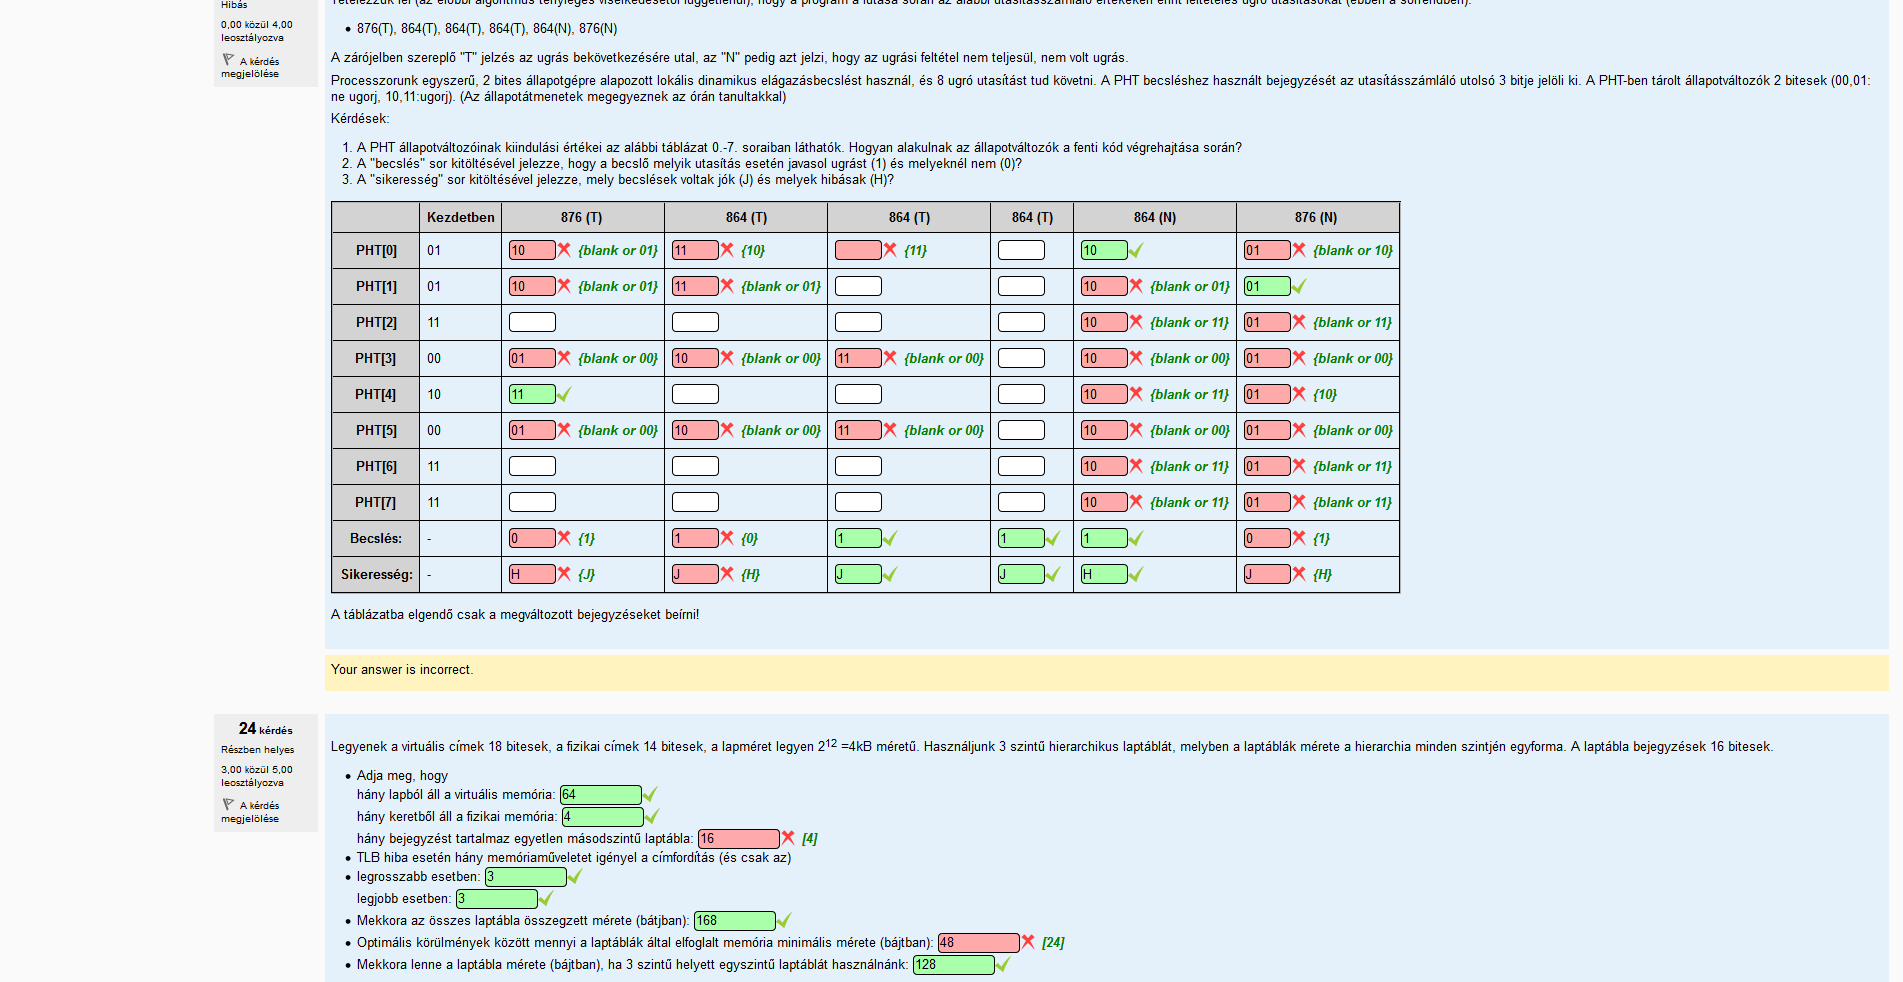 Hibás
0,00 közül 4,00
leosztályozva
A kérdés
megjelölése
Tételezzük fel (az előbbi algoritmus tényleges viselkedésétől függetlenül), hogy a program a futása során az alábbi utasításszámláló értékeken érint feltételes ugró utasításokat (ebben a sorrendben):
• 876(T), 864(T), 864(T), 864(T), 864(N), 876(N)
A zárójelben szereplő "T" jelzés az ugrás bekövetkezésére utal, az "N" pedig azt jelzi, hogy az ugrási feltétel nem teljesül, nem volt ugrás.
Processzorunk egyszerű, 2 bites állapotgépre alapozott lokális dinamikus elágazásbecslést használ, és 8 ugró utasítást tud követni. A PHT becsléshez használt bejegyzését az utasításszámláló utolsó 3 bitje jelöli ki. A PHT-ben tárolt állapotváltozók 2 bitesek (00,01:
ne ugorj, 10,11:ugorj). (Az állapotátmenetek megegyeznek az órán tanultakkal)
Kérdések:
1. A PHT állapotváltozóinak kiindulási értékei az alábbi táblázat 0.-7. soraiban láthatók. Hogyan alakulnak az állapotváltozók a fenti kód végrehajtása során?
2. A "becslés" sor kitöltésével jelezze, hogy a becslő melyik utasítás esetén javasol ugrást (1) és melyeknél nem (0)?
3. A "sikeresség" sor kitöltésével jelezze, mely becslések voltak jók (J) és melyek hibásak (H)?
Kezdetben 876 (T) 864 (T) 864 (T) 864 (T) 864 (N) 876 (N)
PHT[0] 01 10 {blank or 01} 11 {10} {11} 10 01 {blank or 10}
PHT[1] 01 10 {blank or 01} 11 {blank or 01} 10 {blank or 01} 01
PHT[2] 11 10 {blank or 11} 01 {blank or 11}
PHT[3] 00 01 {blank or 00} 10 {blank or 00} 11 {blank or 00} 10 {blank or 00} 01 {blank or 00}
PHT[4] 10 11 10 {blank or 11} 01 {10}
PHT[5] 00 01 {blank or 00} 10 {blank or 00} 11 {blank or 00} 10 {blank or 00} 01 {blank or 00}
PHT[6] 11 10 {blank or 11} 01 {blank or 11}
PHT[7] 11 10 {blank or 11} 01 {blank or 11}
Becslés: - 0 {1} 1 {0} 1 1 1 0 {1}
Sikeresség: - H {J} J {H} J J H J {H}
A táblázatba elgendő csak a megváltozott bejegyzéseket beírni!
Your answer is incorrect.
24 kérdés
Részben helyes
3,00 közül 5,00
leosztályozva
A kérdés
megjelölése
Legyenek a virtuális címek 18 bitesek, a fizikai címek 14 bitesek, a lapméret legyen 2^12 =4kB méretű. Használjunk 3 szintű hierarchikus laptáblát, melyben a laptáblák mérete a hierarchia minden szintjén egyforma. A laptábla bejegyzések 16 bitesek.
• Adja meg, hogy
hány lapból áll a virtuális memória: 64
hány keretből áll a fizikai memória: 4
hány bejegyzést tartalmaz egyetlen másodszintű laptábla: 16 [4]
• TLB hiba esetén hány memóriaműveletet igényel a címfordítás (és csak az)
• legrosszabb esetben: 3
legjobb esetben: 3
• Mekkora az összes laptábla összegzett mérete (bátjban): 168
• Optimális körülmények között mennyi a laptáblák által elfoglalt memória minimális mérete (bájtban): 48 [24]
• Mekkora lenne a laptábla mérete (bájtban), ha 3 szintű helyett egyszintű laptáblát használnánk: 128